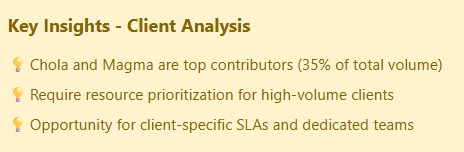 Key Insights - Client Analysis
💡 Chola and Magma are top contributors (35% of total volume)
💡 Require resource prioritization for high-volume clients
💡 Opportunity for client-specific SLAs and dedicated teams